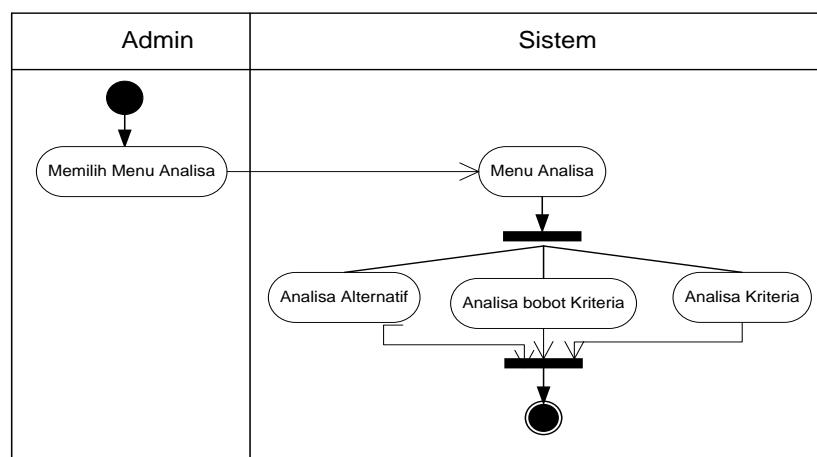 Admin
Sistem
Memilih Menu Analisa
Menu Analisa
Analisa Alternatif
Analisa bobot Kriteria
Analisa Kriteria